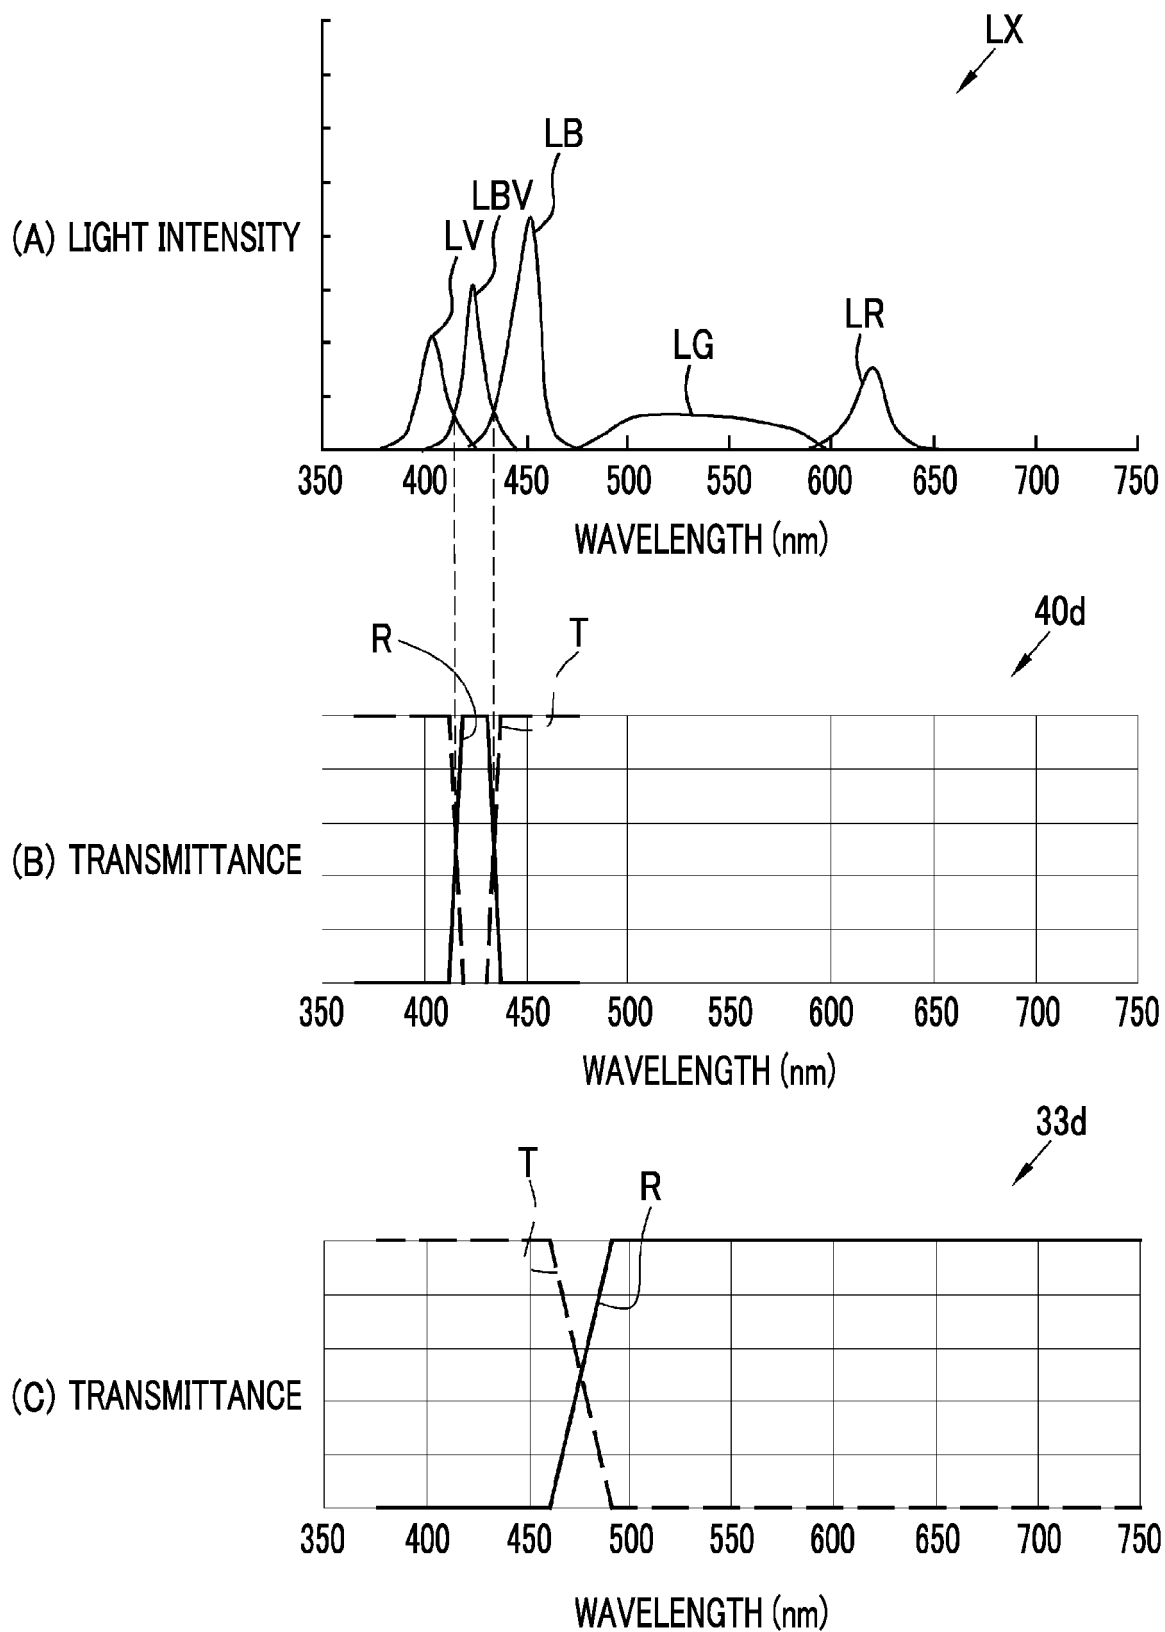 LX
LB
LBV
(A) LIGHT INTENSITY
LV
LG
LR
350 400 450 500 550 600 650 700 750
WAVELENGTH (nm)
40d
R
T
(B) TRANSMITTANCE
350 400 450 500 550 600 650 700 750
WAVELENGTH (nm)
33d
T
R
(C) TRANSMITTANCE
350 400 450 500 550 600 650 700 750
WAVELENGTH (nm)